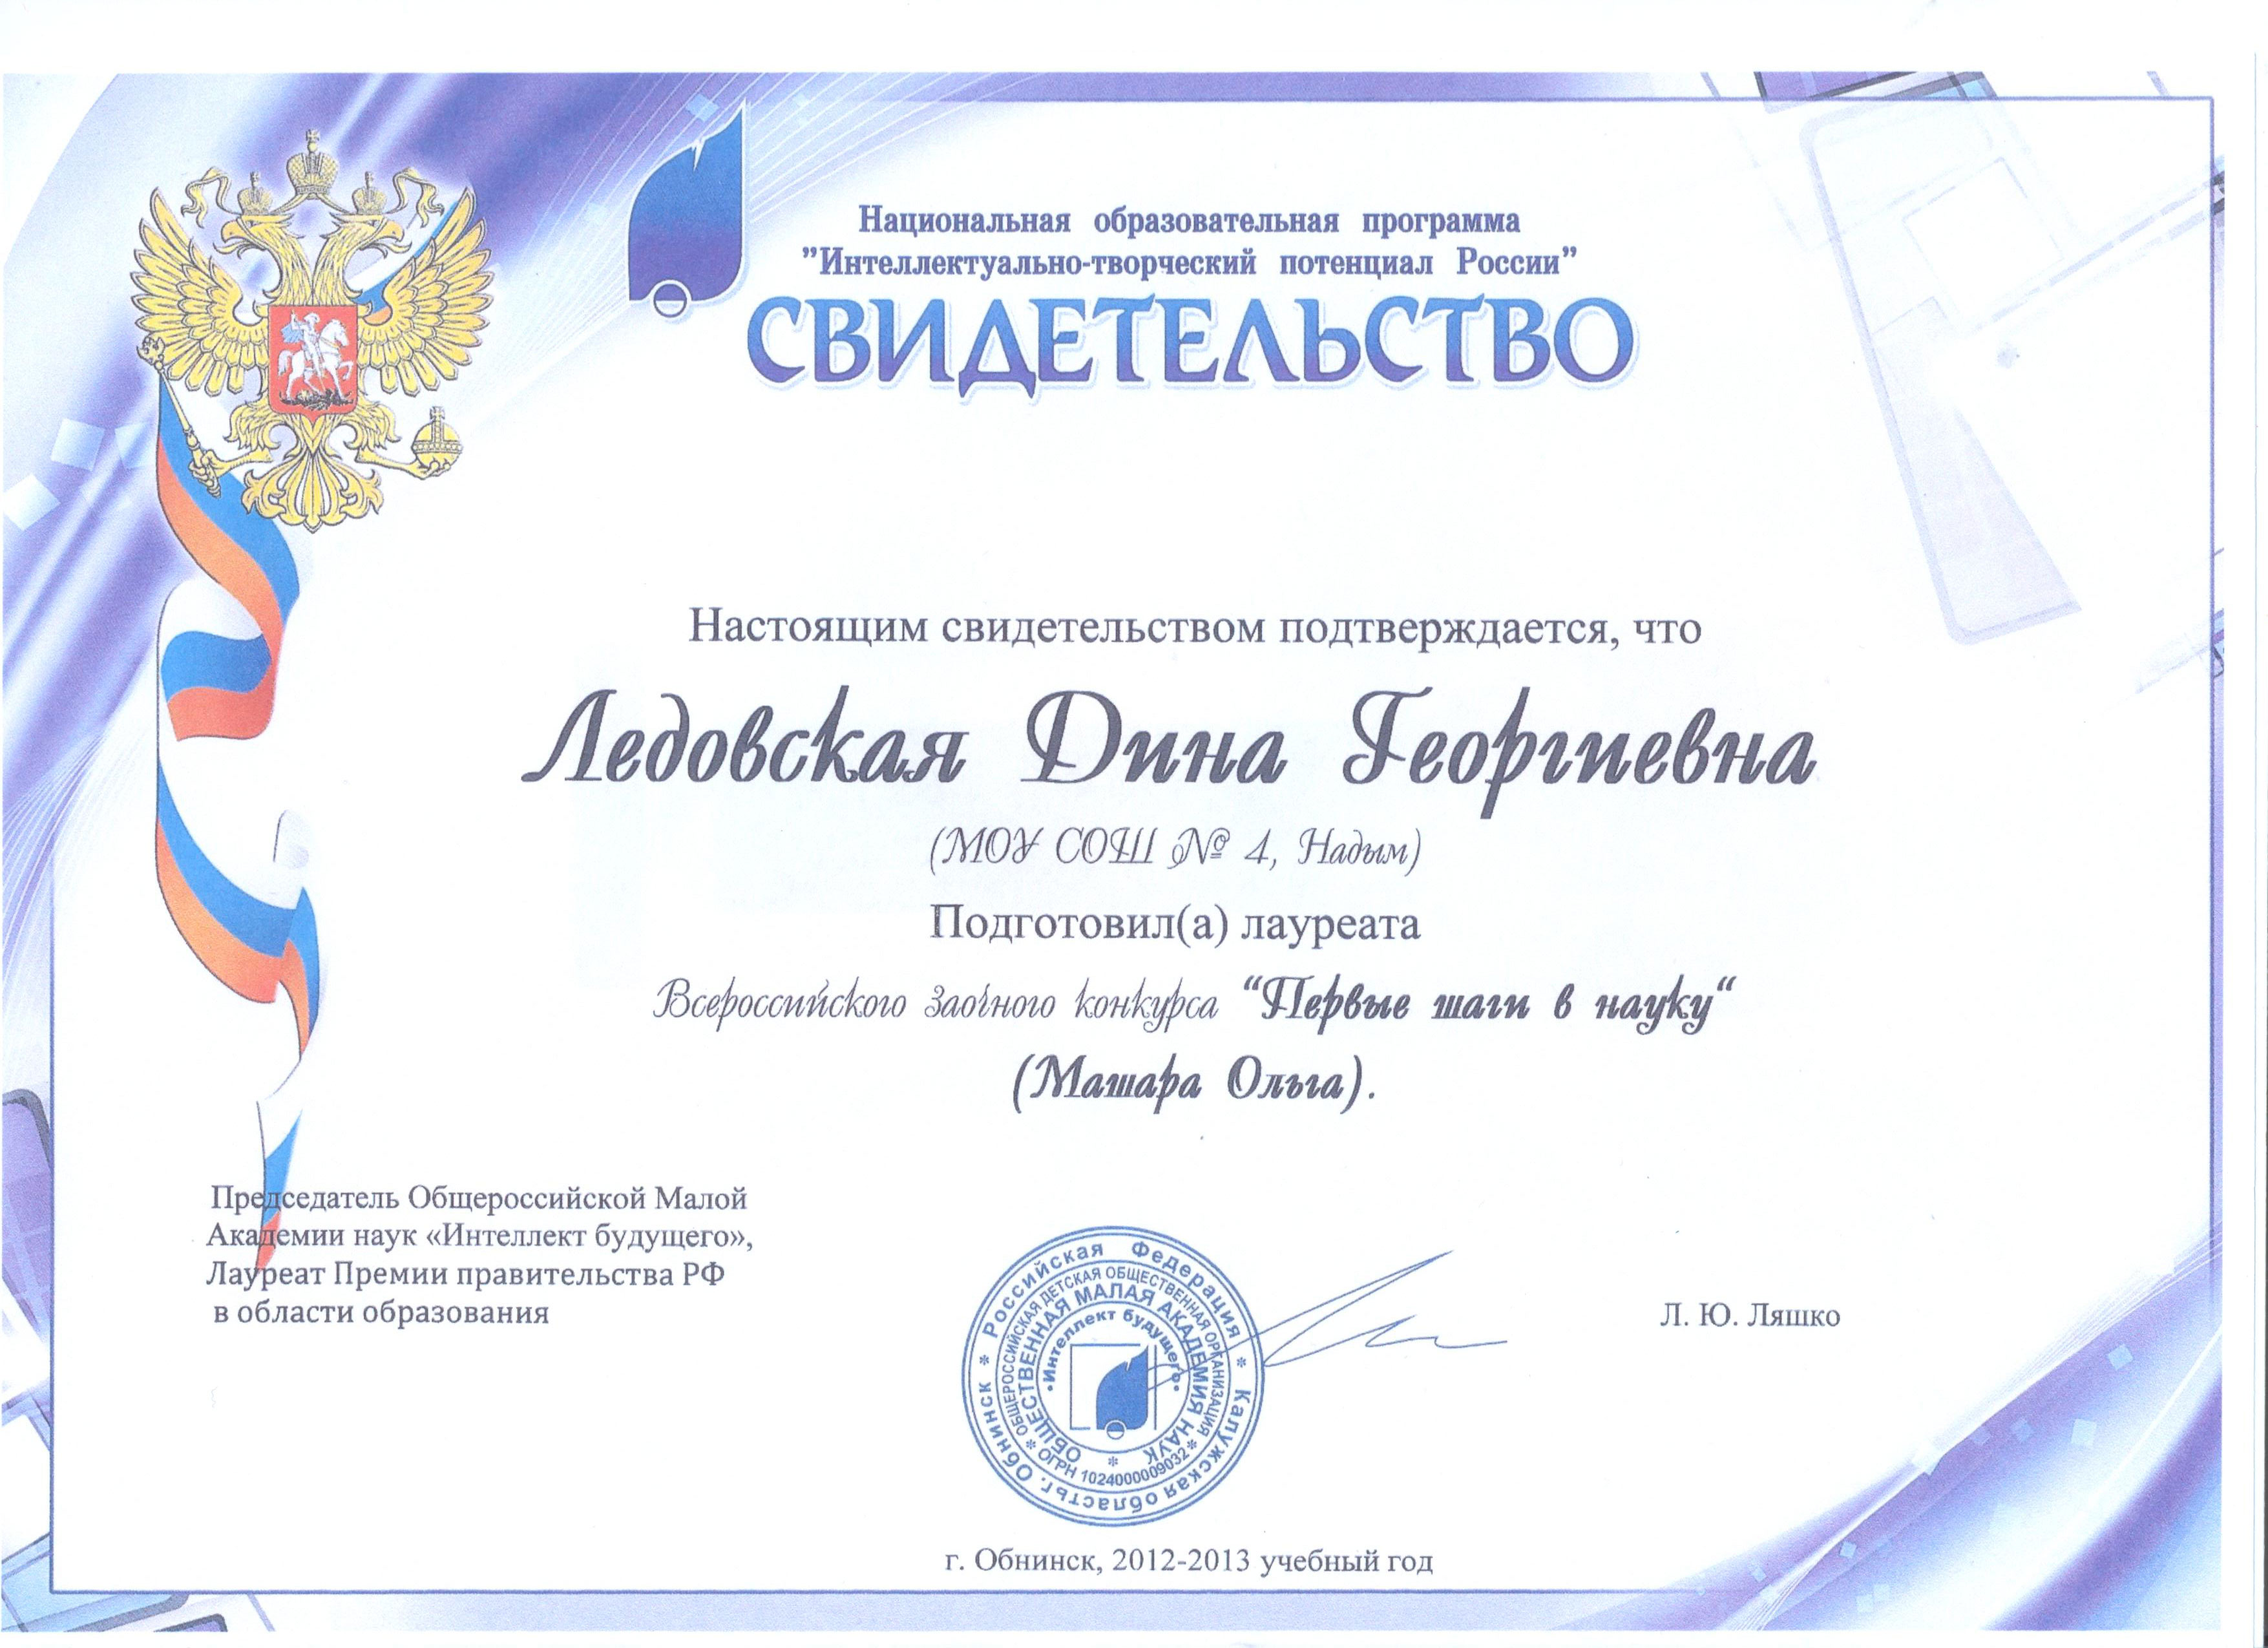 Национальная образовательная программа
"Интеллектуально-творческий потенциал России"
СВИДЕТЕЛЬСТВО
Настоящим свидетельством подтверждается, что
Ледовская Дина Георгиевна
(МОУ СОШ № 4, Надым)
Подготовил(а) лауреата
Всероссийского заочного конкурса "Первые шаги в науку"
(Машара Ольга).
Председатель Общероссийской Малой
Академии наук «Интеллект будущего»,
Лауреат Премии правительства РФ
в области образования
Российская Федерация * Калужская область г. Обнинск *
ОБЩЕРОССИЙСКАЯ ДЕТСКАЯ ОБЩЕСТВЕННАЯ ОРГАНИЗАЦИЯ * ОГРН 1024000009032 *
ОБЩЕСТВЕННАЯ МАЛАЯ АКАДЕМИЯ НАУК *
•Интеллект будущего•
Л. Ю. Ляшко
г. Обнинск, 2012-2013 учебный год